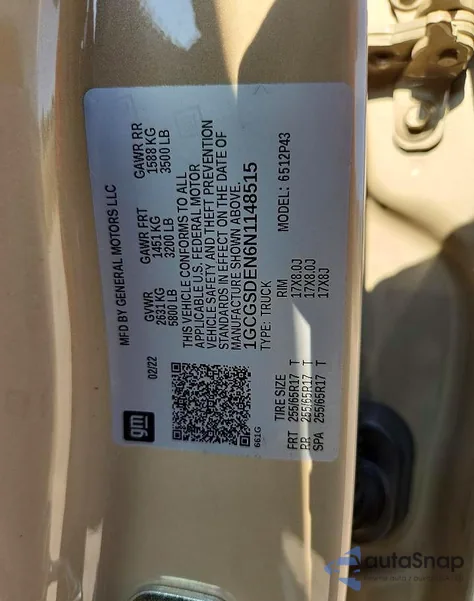 MFD BY GENERAL MOTORS LLC
02/22 GVWR GAWR FRT GAWR RR
2631 KG 1451 KG 1588 KG
5800 LB 3200 LB 3500 LB
THIS VEHICLE CONFORMS TO ALL
APPLICABLE U.S. FEDERAL MOTOR
VEHICLE SAFETY AND THEFT PREVENTION
STANDARDS IN EFFECT ON THE DATE OF
MANUFACTURE SHOWN ABOVE.
1GCGSDEN6N1148515
TYPE: TRUCK MODEL: 6512P43
gm
661G
TIRE SIZE RIM
FRT 255/65R17 T 17X8.0J
RR 255/65R17 T 17X8.0J
SPA 255/65R17 T 17X8J
autaSnap